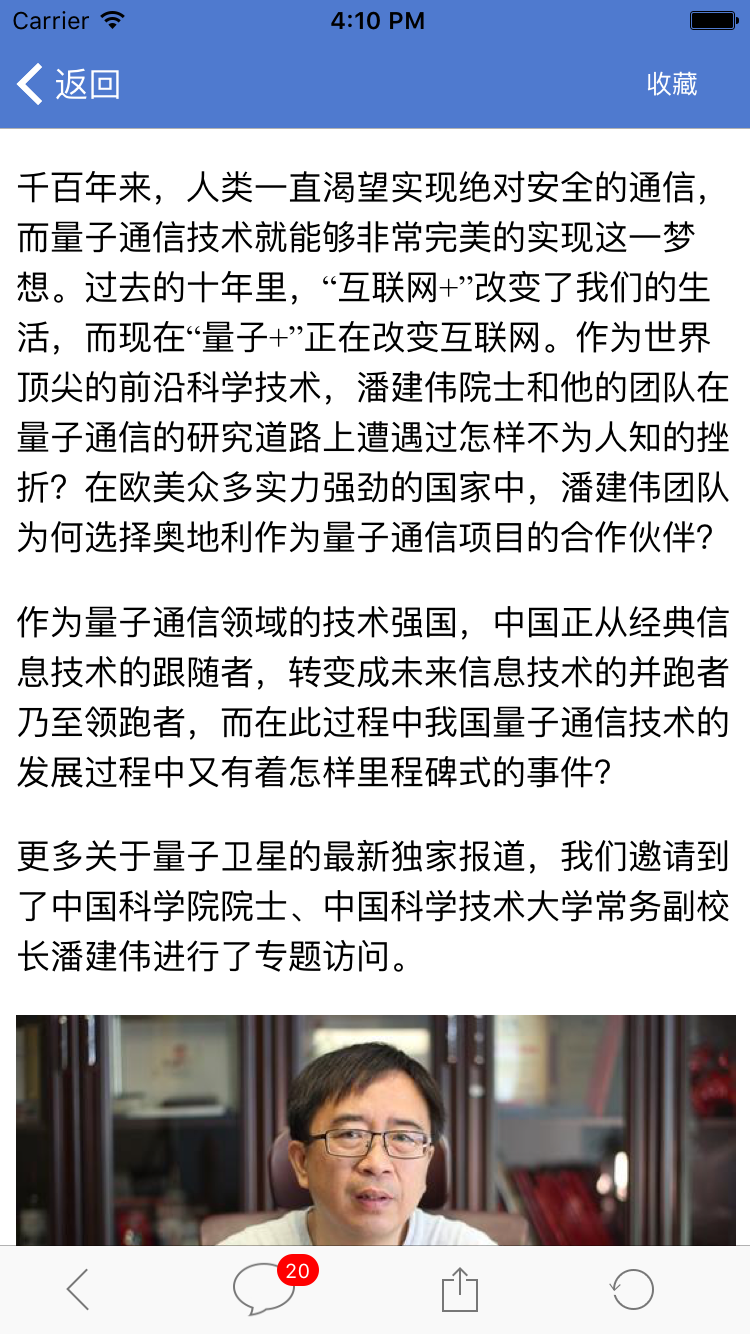 Carrier 4:10 PM
返回 收藏
千百年来，人类一直渴望实现绝对安全的通信，
而量子通信技术就能够非常完美的实现这一梦
想。过去的十年里，“互联网+”改变了我们的生
活，而现在“量子+”正在改变互联网。作为世界
顶尖的前沿科学技术，潘建伟院士和他的团队在
量子通信的研究道路上遭遇过怎样不为人知的挫
折？在欧美众多实力强劲的国家中，潘建伟团队
为何选择奥地利作为量子通信项目的合作伙伴？
作为量子通信领域的技术强国，中国正从经典信
息技术的跟随者，转变成未来信息技术的并跑者
乃至领跑者，而在此过程中我国量子通信技术的
发展过程中又有着怎样里程碑式的事件？
更多关于量子卫星的最新独家报道，我们邀请到
了中国科学院院士、中国科学技术大学常务副校
长潘建伟进行了专题访问。
20